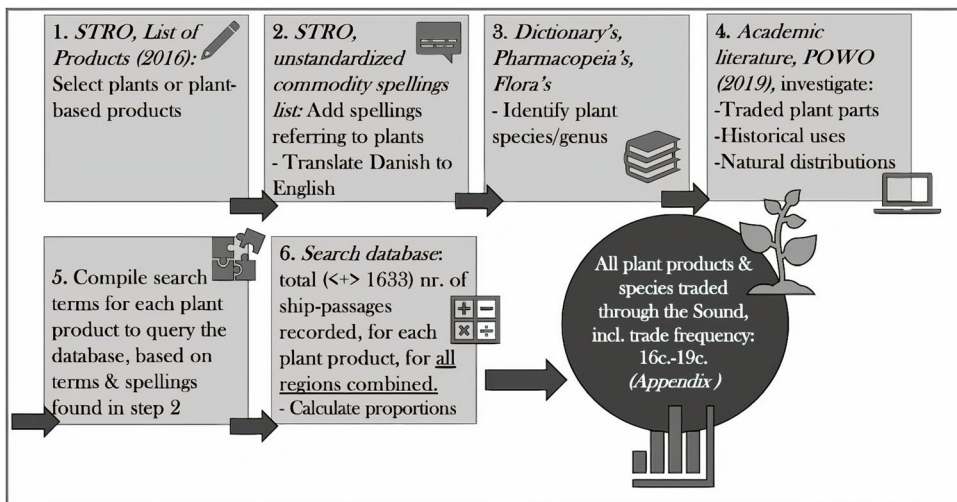 1. STRO, List of
Products (2016):
Select plants or plant-
based products
2. STRO,
unstandardized
commodity spellings
list: Add spellings
referring to plants
- Translate Danish to
English
3. Dictionary's,
Pharmacopeia's,
Flora's
- Identify plant
species/genus
4. Academic
literature, POWO
(2019), investigate:
-Traded plant parts
-Historical uses
-Natural distributions
5. Compile search
terms for each plant
product to query the
database, based on
terms & spellings
found in step 2
6. Search database:
total (<+> 1633) nr. of
ship-passages
recorded, for each
plant product, for all
regions combined.
- Calculate proportions
All plant products &
species traded
through the Sound,
incl. trade frequency:
16c.-19c.
(Appendix )